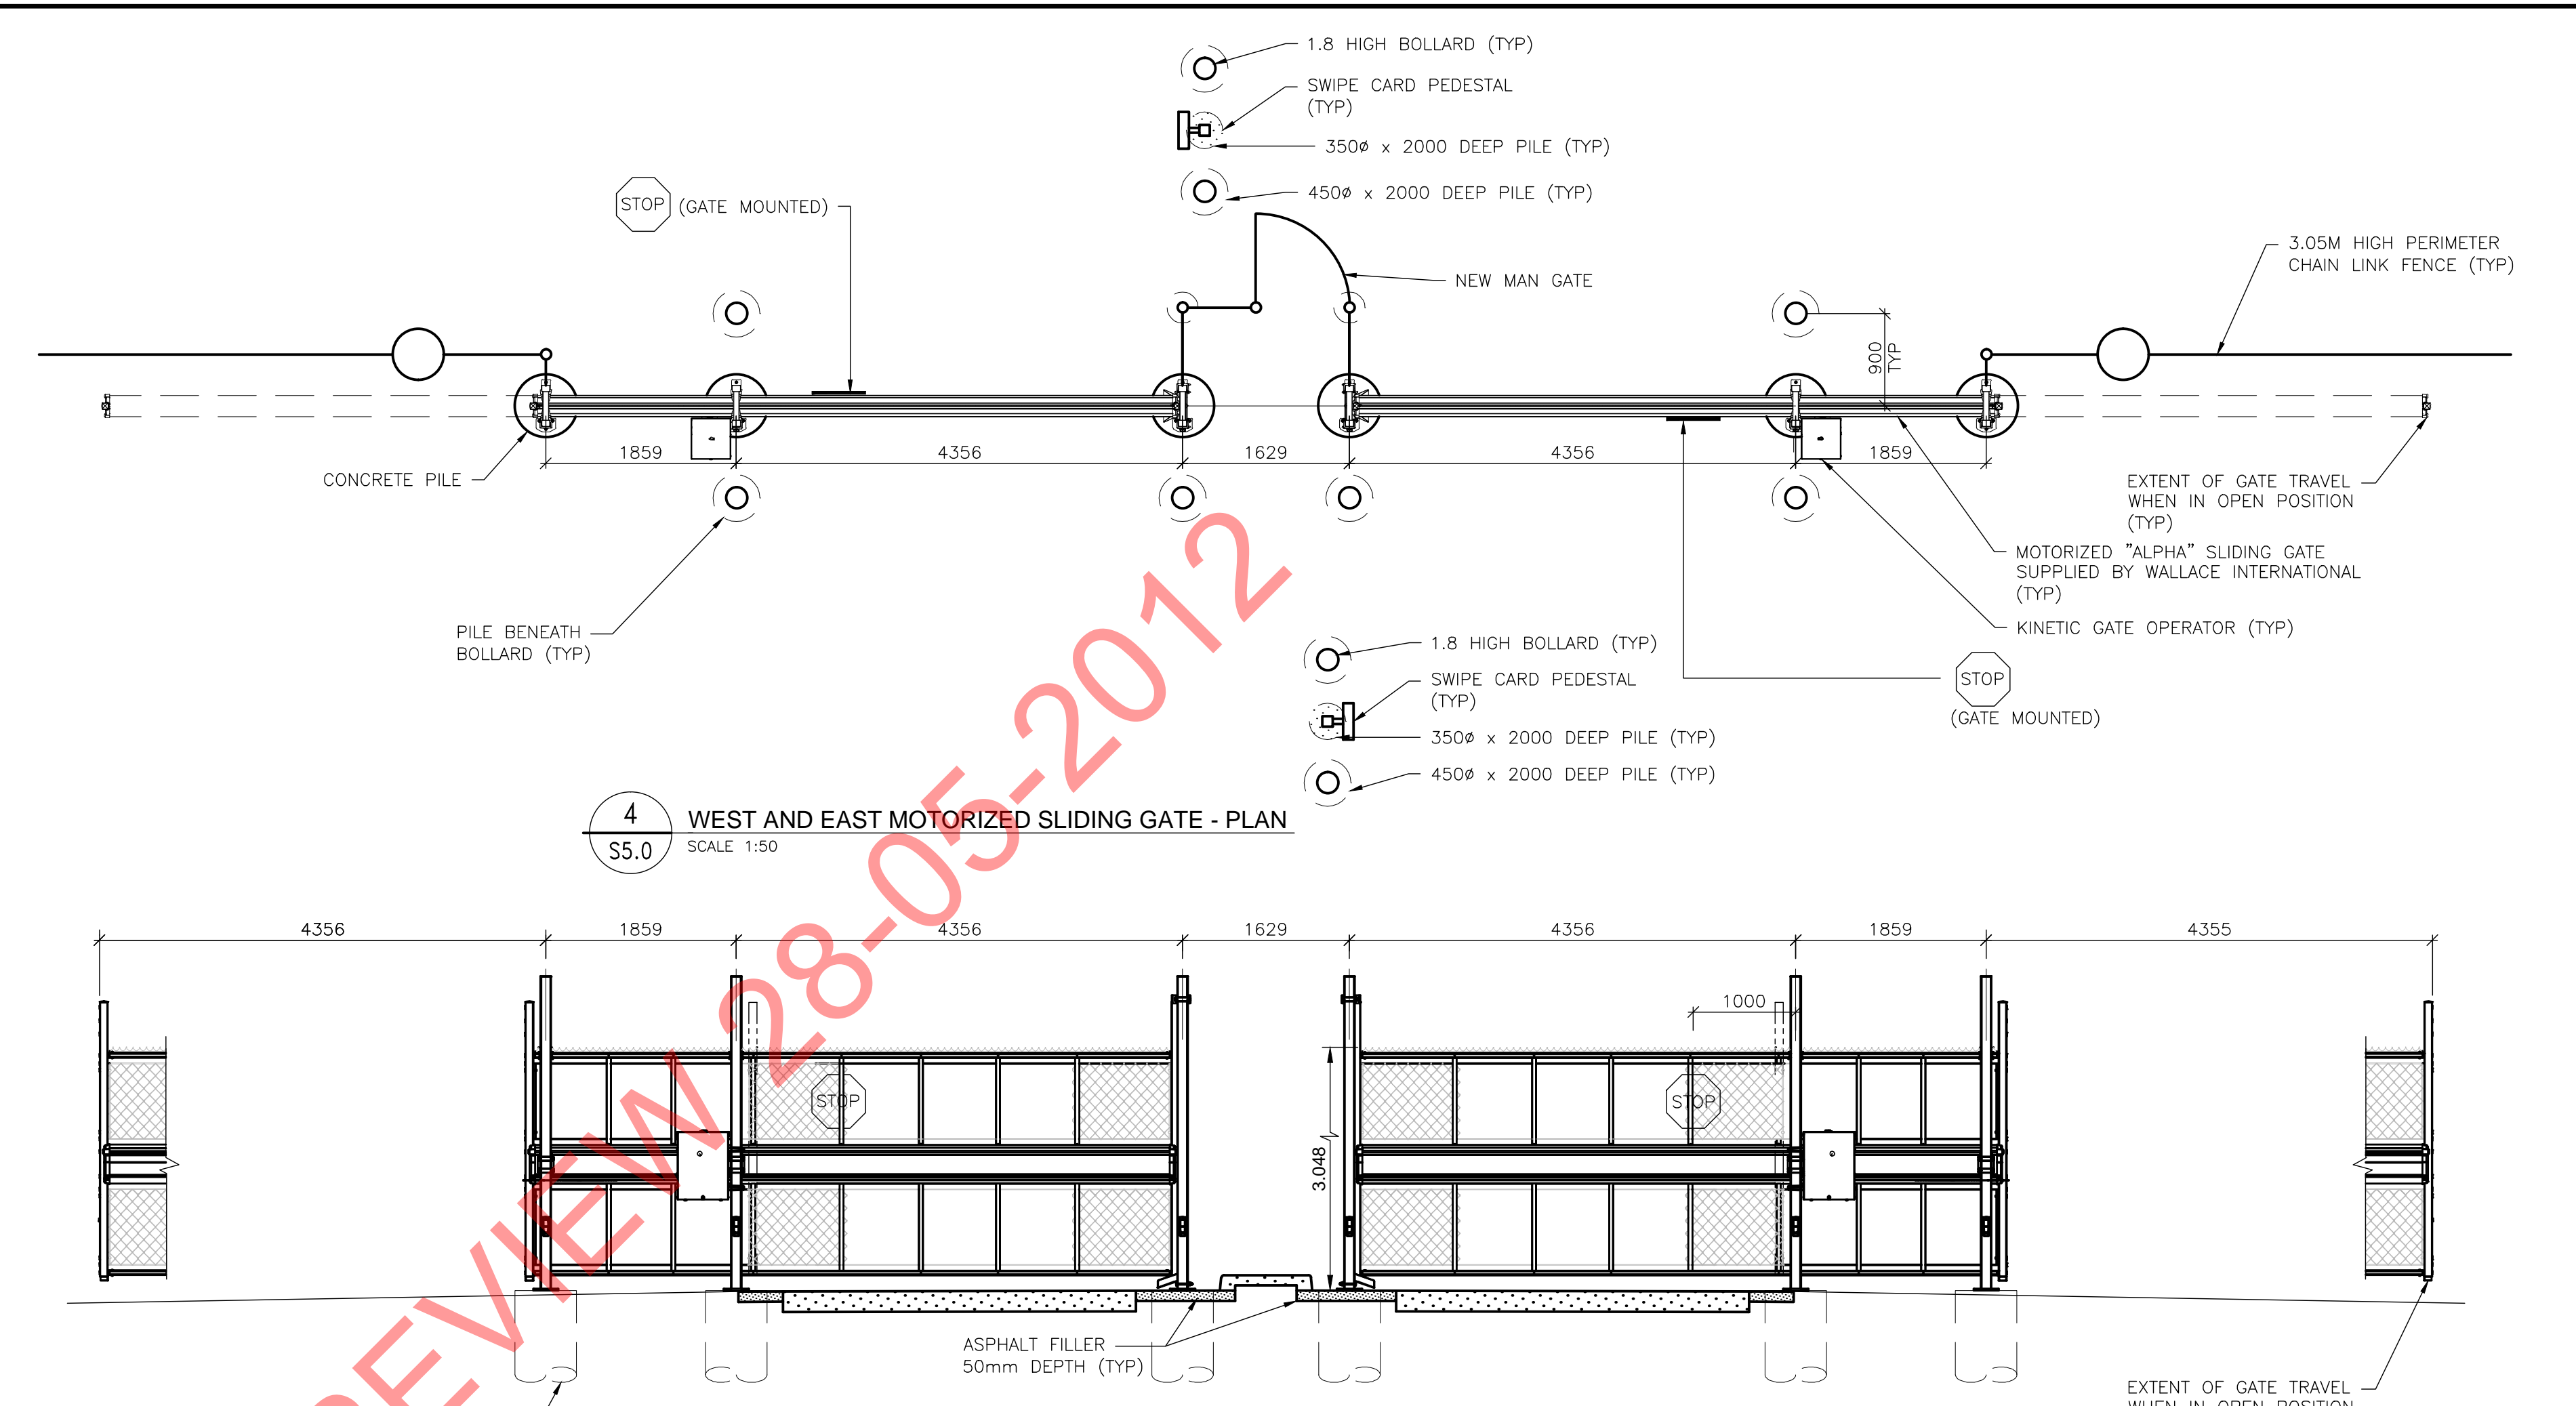 1.8 HIGH BOLLARD (TYP)
SWIPE CARD PEDESTAL
(TYP)
350ø x 2000 DEEP PILE (TYP)
450ø x 2000 DEEP PILE (TYP)
STOP (GATE MOUNTED)
NEW MAN GATE
3.05M HIGH PERIMETER
CHAIN LINK FENCE (TYP)
900
TYP
1859
4356
1629
4356
1859
CONCRETE PILE
EXTENT OF GATE TRAVEL
WHEN IN OPEN POSITION
(TYP)
MOTORIZED "ALPHA" SLIDING GATE
SUPPLIED BY WALLACE INTERNATIONAL
(TYP)
KINETIC GATE OPERATOR (TYP)
PILE BENEATH
BOLLARD (TYP)
1.8 HIGH BOLLARD (TYP)
SWIPE CARD PEDESTAL
(TYP)
350ø x 2000 DEEP PILE (TYP)
450ø x 2000 DEEP PILE (TYP)
STOP
(GATE MOUNTED)
4
S5.0
WEST AND EAST MOTORIZED SLIDING GATE - PLAN
SCALE 1:50
4356
1859
4356
1629
4356
1859
4355
1000
STOP
STOP
3.048
ASPHALT FILLER
50mm DEPTH (TYP)
EXTENT OF GATE TRAVEL
WHEN IN OPEN POSITION
REVIEW 28-05-2012